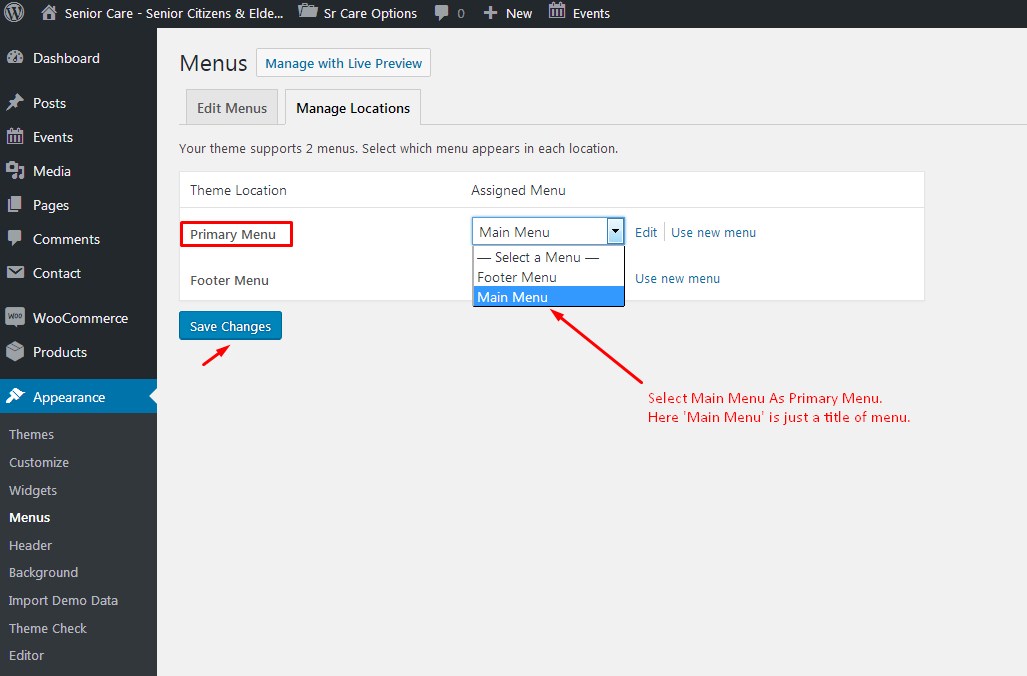 Senior Care - Senior Citizens & Elde...
Sr Care Options
0
New
Events
Dashboard
Posts
Events
Media
Pages
Comments
Contact
WOO
WooCommerce
Products
Appearance
Themes
Customize
Widgets
Menus
Header
Background
Import Demo Data
Theme Check
Editor
Menus
Manage with Live Preview
Edit Menus
Manage Locations
Your theme supports 2 menus. Select which menu appears in each location.
Theme Location
Assigned Menu
Primary Menu
Main Menu
Edit
Use new menu
— Select a Menu —
Footer Menu
Main Menu
Footer Menu
Use new menu
Save Changes
Select Main Menu As Primary Menu.
Here 'Main Menu' is just a title of menu.